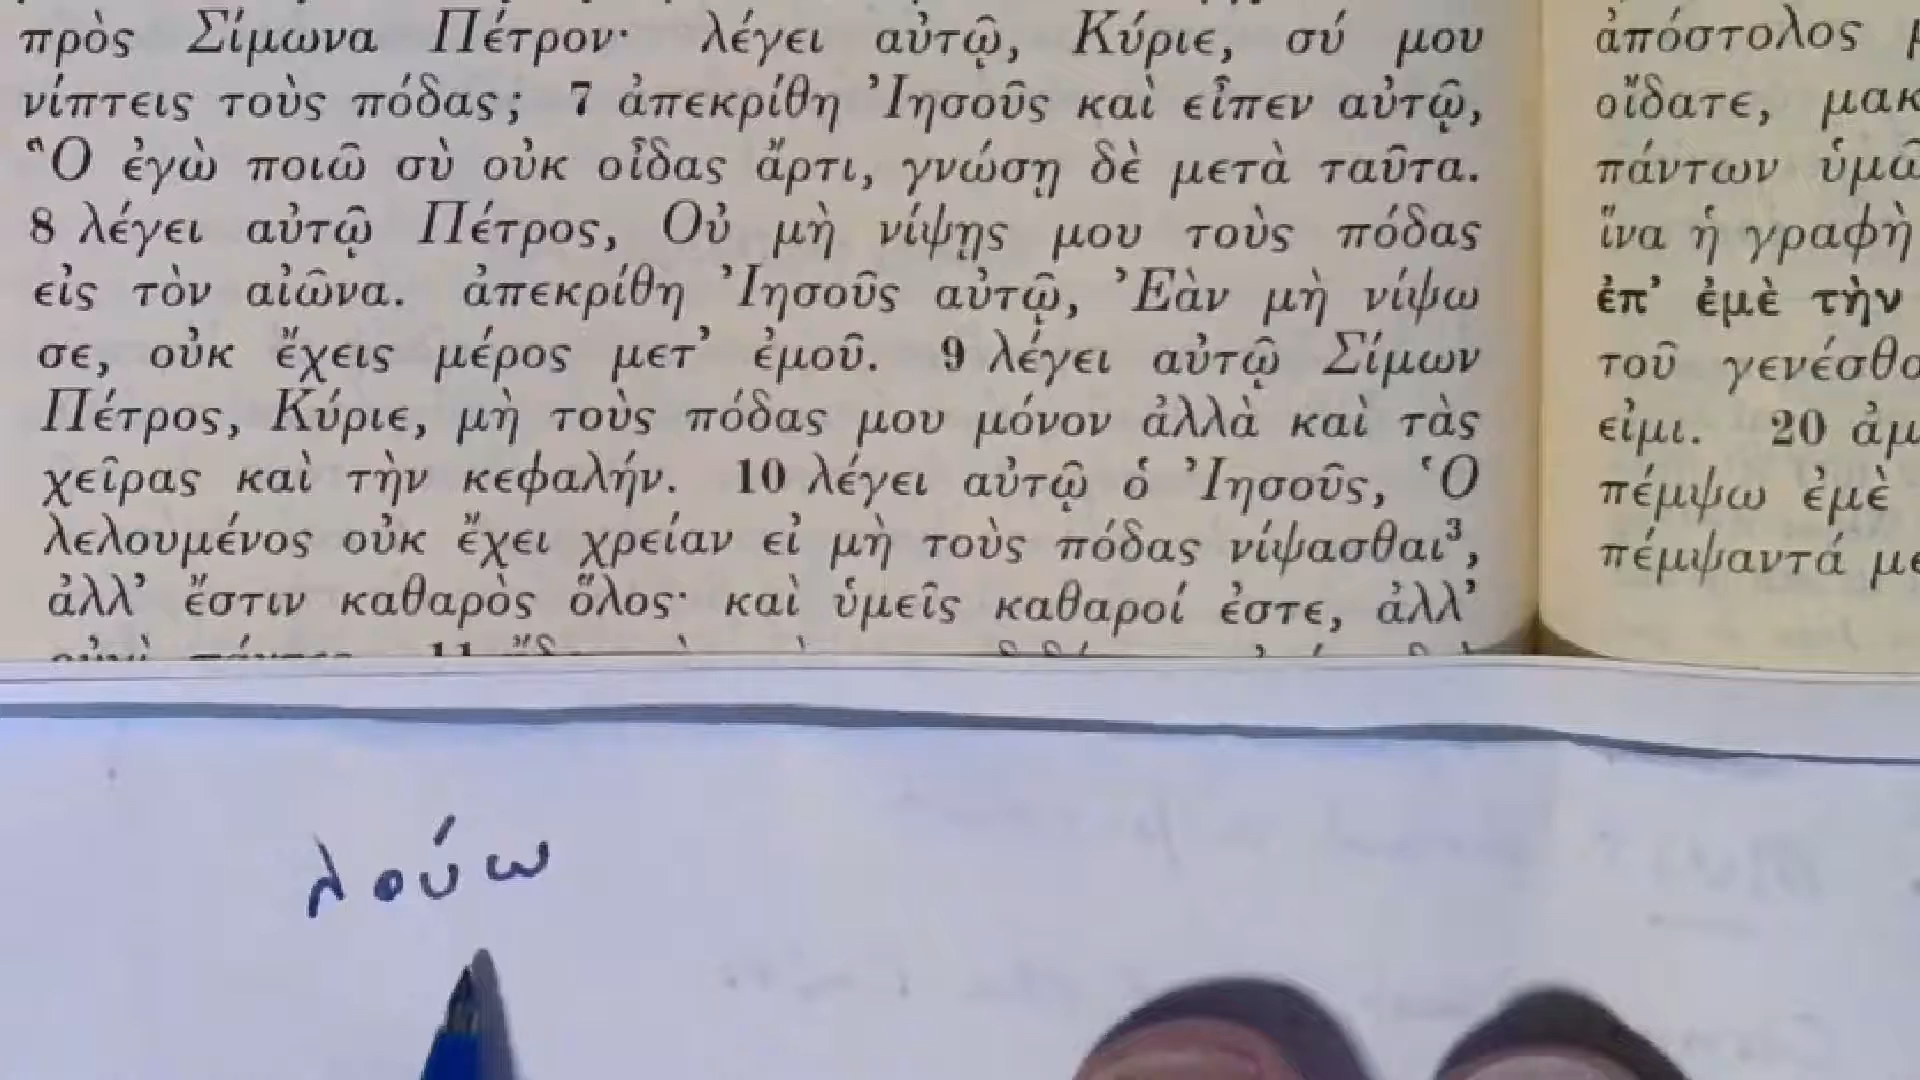 πρὸς Σίμωνα Πέτρον· λέγει αὐτῷ, Κύριε, σύ μου
νίπτεις τοὺς πόδας; 7 ἀπεκρίθη Ἰησοῦς καὶ εἶπεν αὐτῷ,
Ὃ ἐγὼ ποιῶ σὺ οὐκ οἶδας ἄρτι, γνώσῃ δὲ μετὰ ταῦτα.
8 λέγει αὐτῷ Πέτρος, Οὐ μὴ νίψῃς μου τοὺς πόδας
εἰς τὸν αἰῶνα. ἀπεκρίθη Ἰησοῦς αὐτῷ, Ἐὰν μὴ νίψω
σε, οὐκ ἔχεις μέρος μετ’ ἐμοῦ. 9 λέγει αὐτῷ Σίμων
Πέτρος, Κύριε, μὴ τοὺς πόδας μου μόνον ἀλλὰ καὶ τὰς
χεῖρας καὶ τὴν κεφαλήν. 10 λέγει αὐτῷ ὁ Ἰησοῦς, Ὁ
λελουμένος οὐκ ἔχει χρείαν εἰ μὴ τοὺς πόδας νίψασθαι³,
ἀλλ’ ἔστιν καθαρὸς ὅλος· καὶ ὑμεῖς καθαροί ἐστε, ἀλλ’
ἀπόστολος
οἴδατε, μακ
πάντων ὑμῶ
ἵνα ἡ γραφὴ
ἐπ’ ἐμὲ τὴν
τοῦ γενέσθα
εἰμι. 20 ἀμ
πέμψω ἐμὲ
πέμψαντά με
λούω